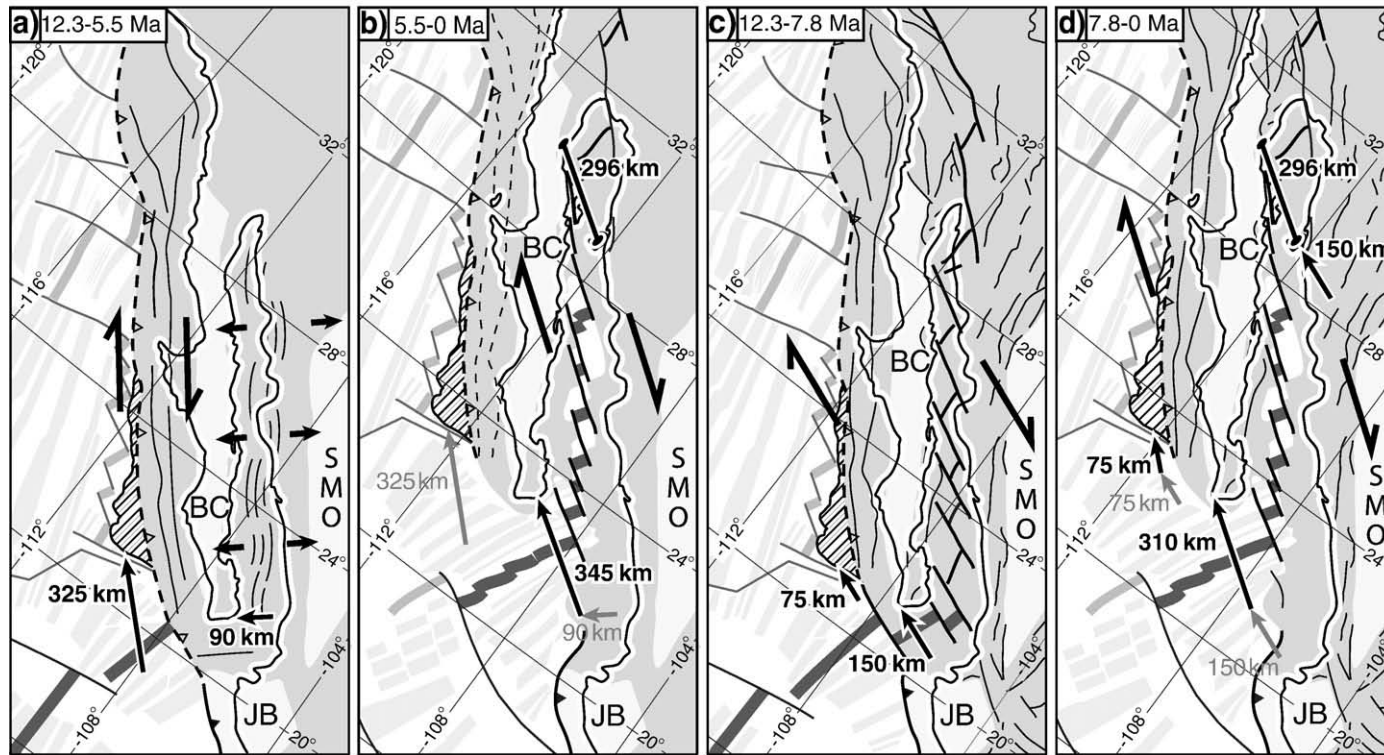 a) 12.3-5.5 Ma
-120°
32°
-116°
28°
BC
S
M
O
-112°
24°
325 km
90 km
-104°
-108°
JB
20°
b) 5.5-0 Ma
-120°
32°
296 km
BC
-116°
28°
325 km
S
M
O
-112°
24°
345 km
90 km
-104°
-108°
JB
20°
c) 12.3-7.8 Ma
-120°
32°
-116°
BC
28°
S
M
O
-112°
24°
75 km
150 km
-104°
-108°
JB
20°
d) 7.8-0 Ma
-120°
32°
296 km
BC
150 km
-116°
28°
75 km
75 km
S
M
O
-112°
310 km
24°
150 km
-104°
-108°
JB
20°